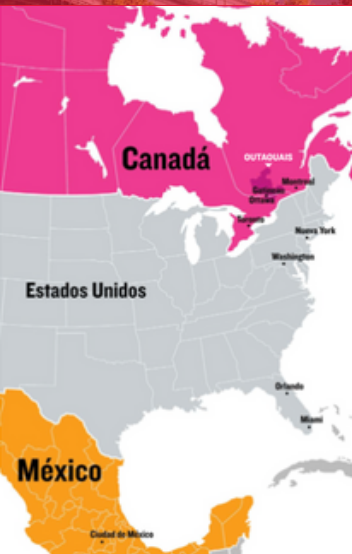 Canadá
OUTAOUAIS
Montreal
Gatineau
Ottawa
Toronto
Nueva York
Washington
Estados Unidos
Orlando
Miami
México
Ciudad de México